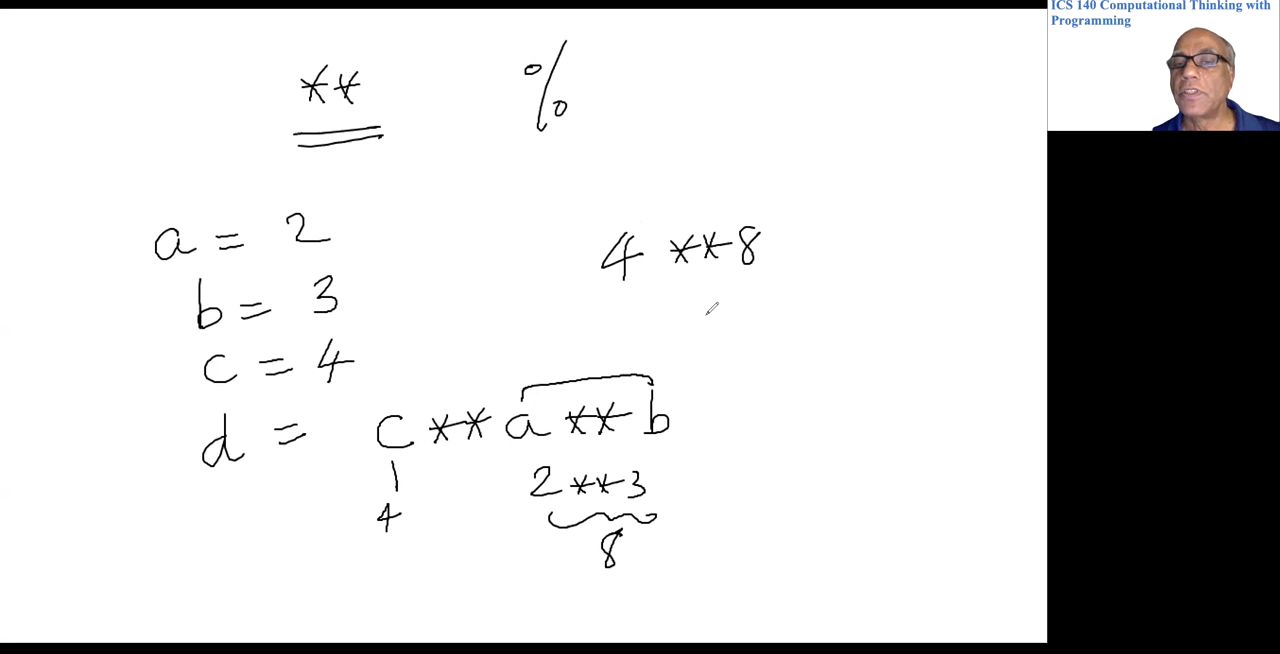 ICS 140 Computational Thinking with
Programming
** %
a = 2
4 **8
b = 3
c = 4
d = c**a**b
2**3
4
8